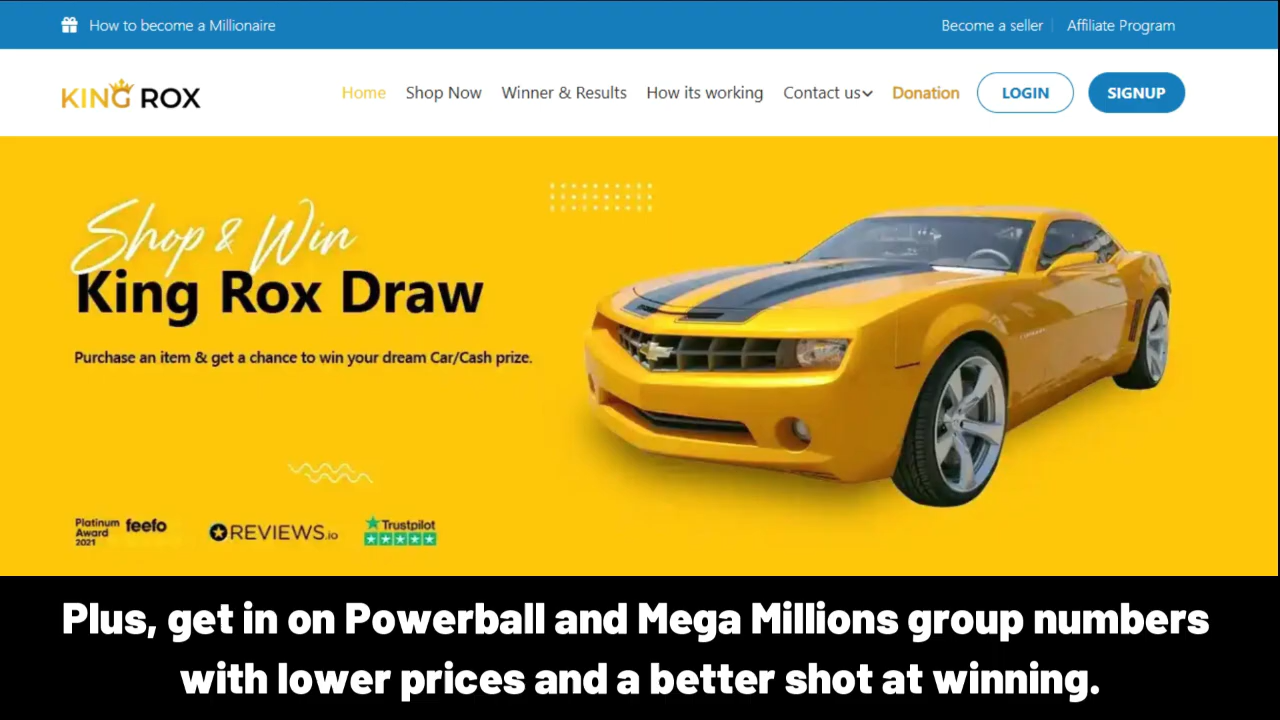 How to become a Millionaire
Become a seller
Affiliate Program
KING ROX
Home
Shop Now
Winner & Results
How its working
Contact us
Donation
LOGIN
SIGNUP
Shop & Win
King Rox Draw
Purchase an item & get a chance to win your dream Car/Cash prize.
Platinum
Award
2021
feefo
REVIEWS.io
Trustpilot
Plus, get in on Powerball and Mega Millions group numbers
with lower prices and a better shot at winning.